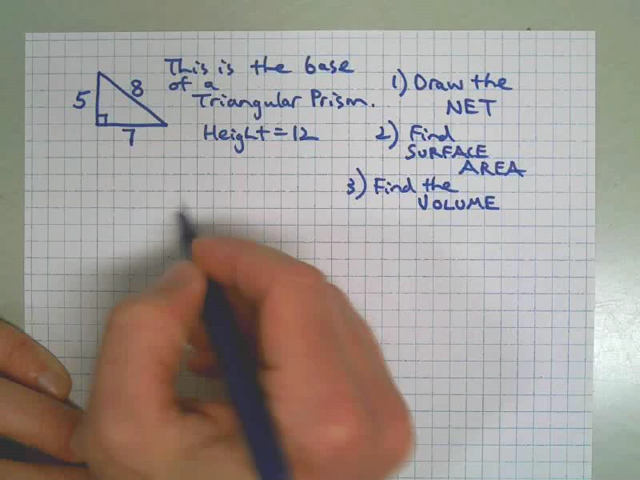 This is the base
of a
Triangular Prism.
Height = 12
5
8
7
1) Draw the
NET
2) Find
SURFACE
AREA
3) Find the
VOLUME